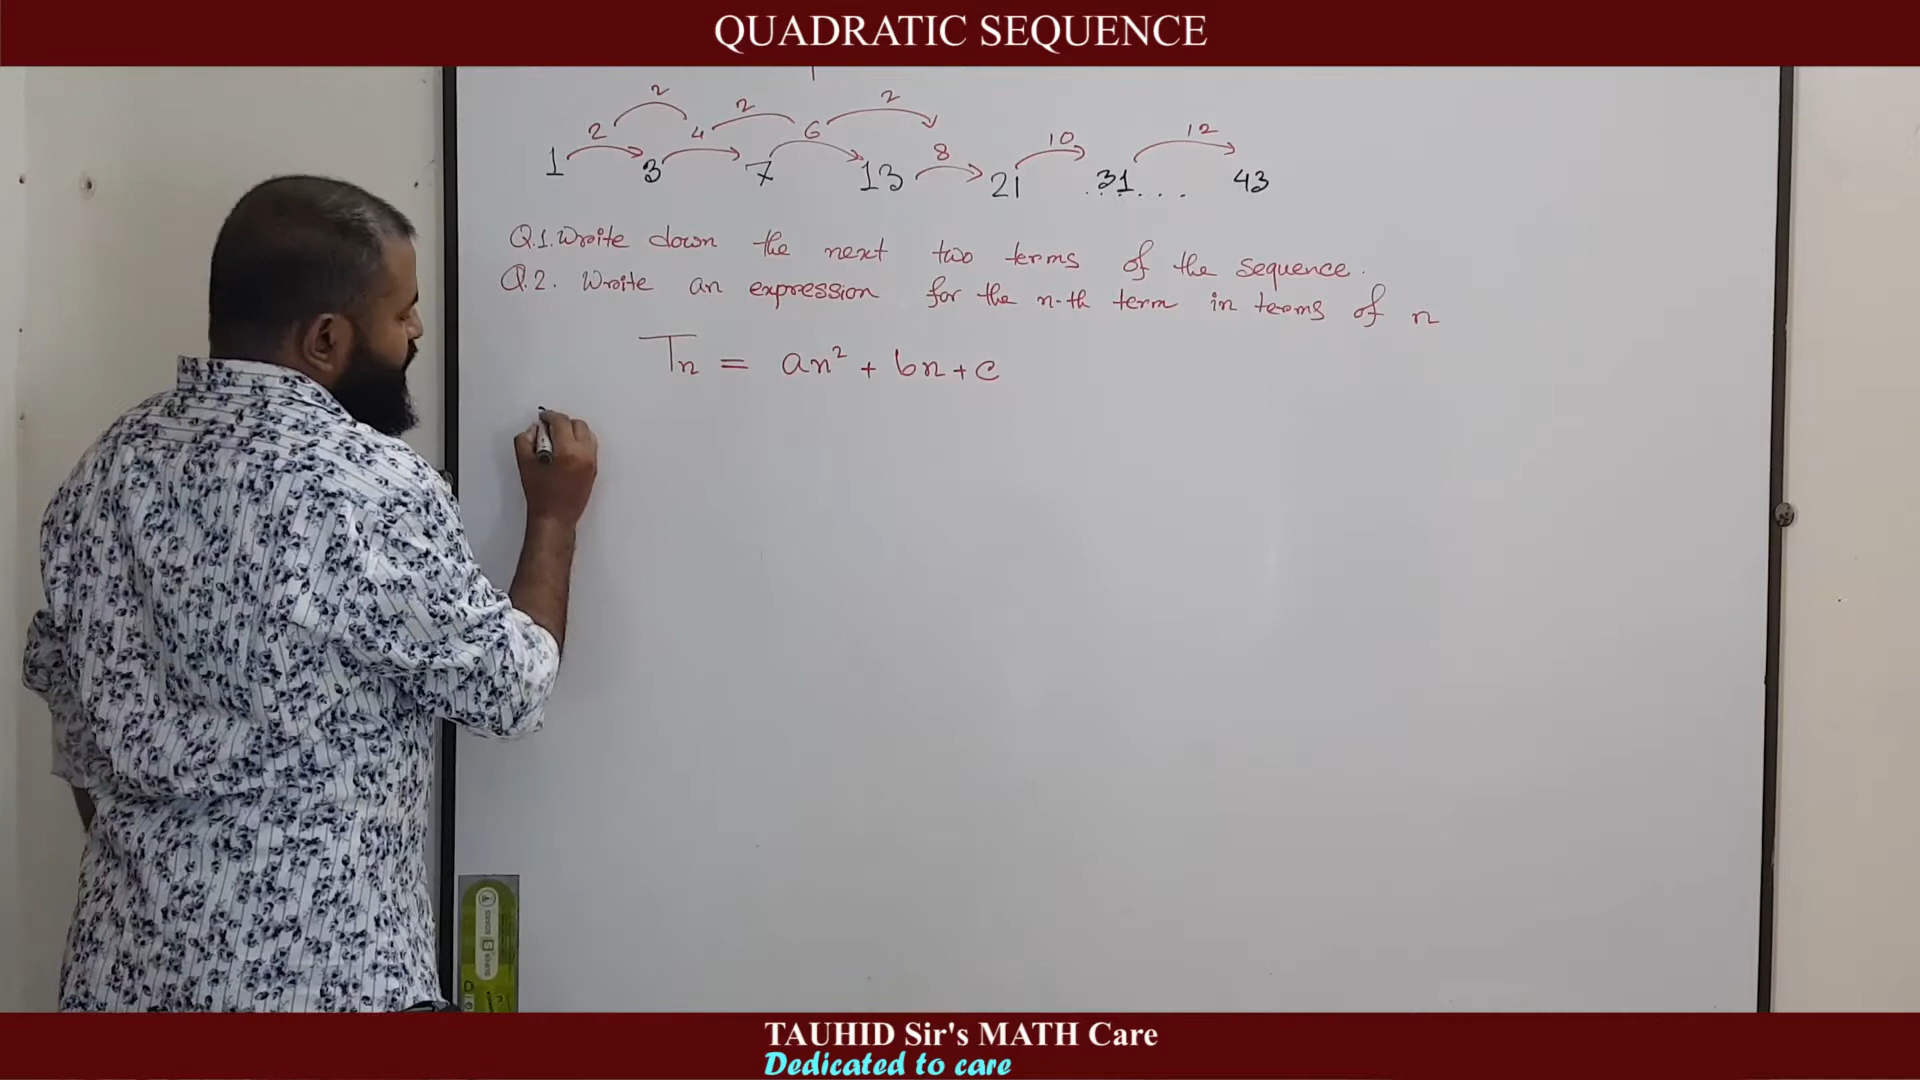 QUADRATIC SEQUENCE
2 2 2
2 4 6 8 10 12
1 3 7 13 21 31 . . . 43
Q.1. Write down the next two terms of the sequence.
Q.2. Write an expression for the n-th term in terms of n
Tn = an² + bn + c
TAUHID Sir's MATH Care
Dedicated to care